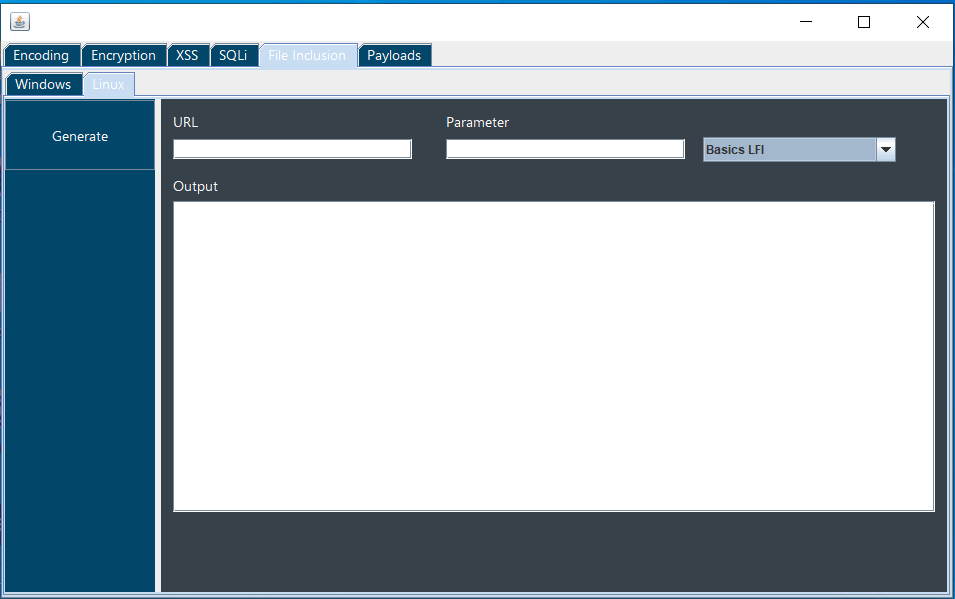 Encoding Encryption XSS SQLi File Inclusion Payloads
Windows Linux
Generate
URL Parameter
Basics LFI
Output